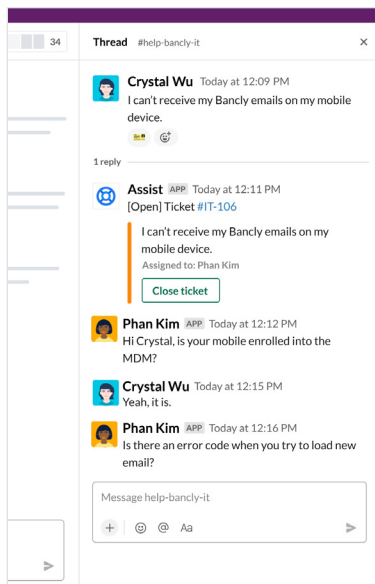 34
Thread #help-bancly-it
Crystal Wu Today at 12:09 PM
I can't receive my Bancly emails on my mobile
device.
1 reply
Assist APP Today at 12:11 PM
[Open] Ticket #IT-106
I can't receive my Bancly emails on my
mobile device.
Assigned to: Phan Kim
Close ticket
Phan Kim APP Today at 12:12 PM
Hi Crystal, is your mobile enrolled into the
MDM?
Crystal Wu Today at 12:15 PM
Yeah, it is.
Phan Kim APP Today at 12:16 PM
Is there an error code when you try to load new
email?
Message help-bancly-it
Aa